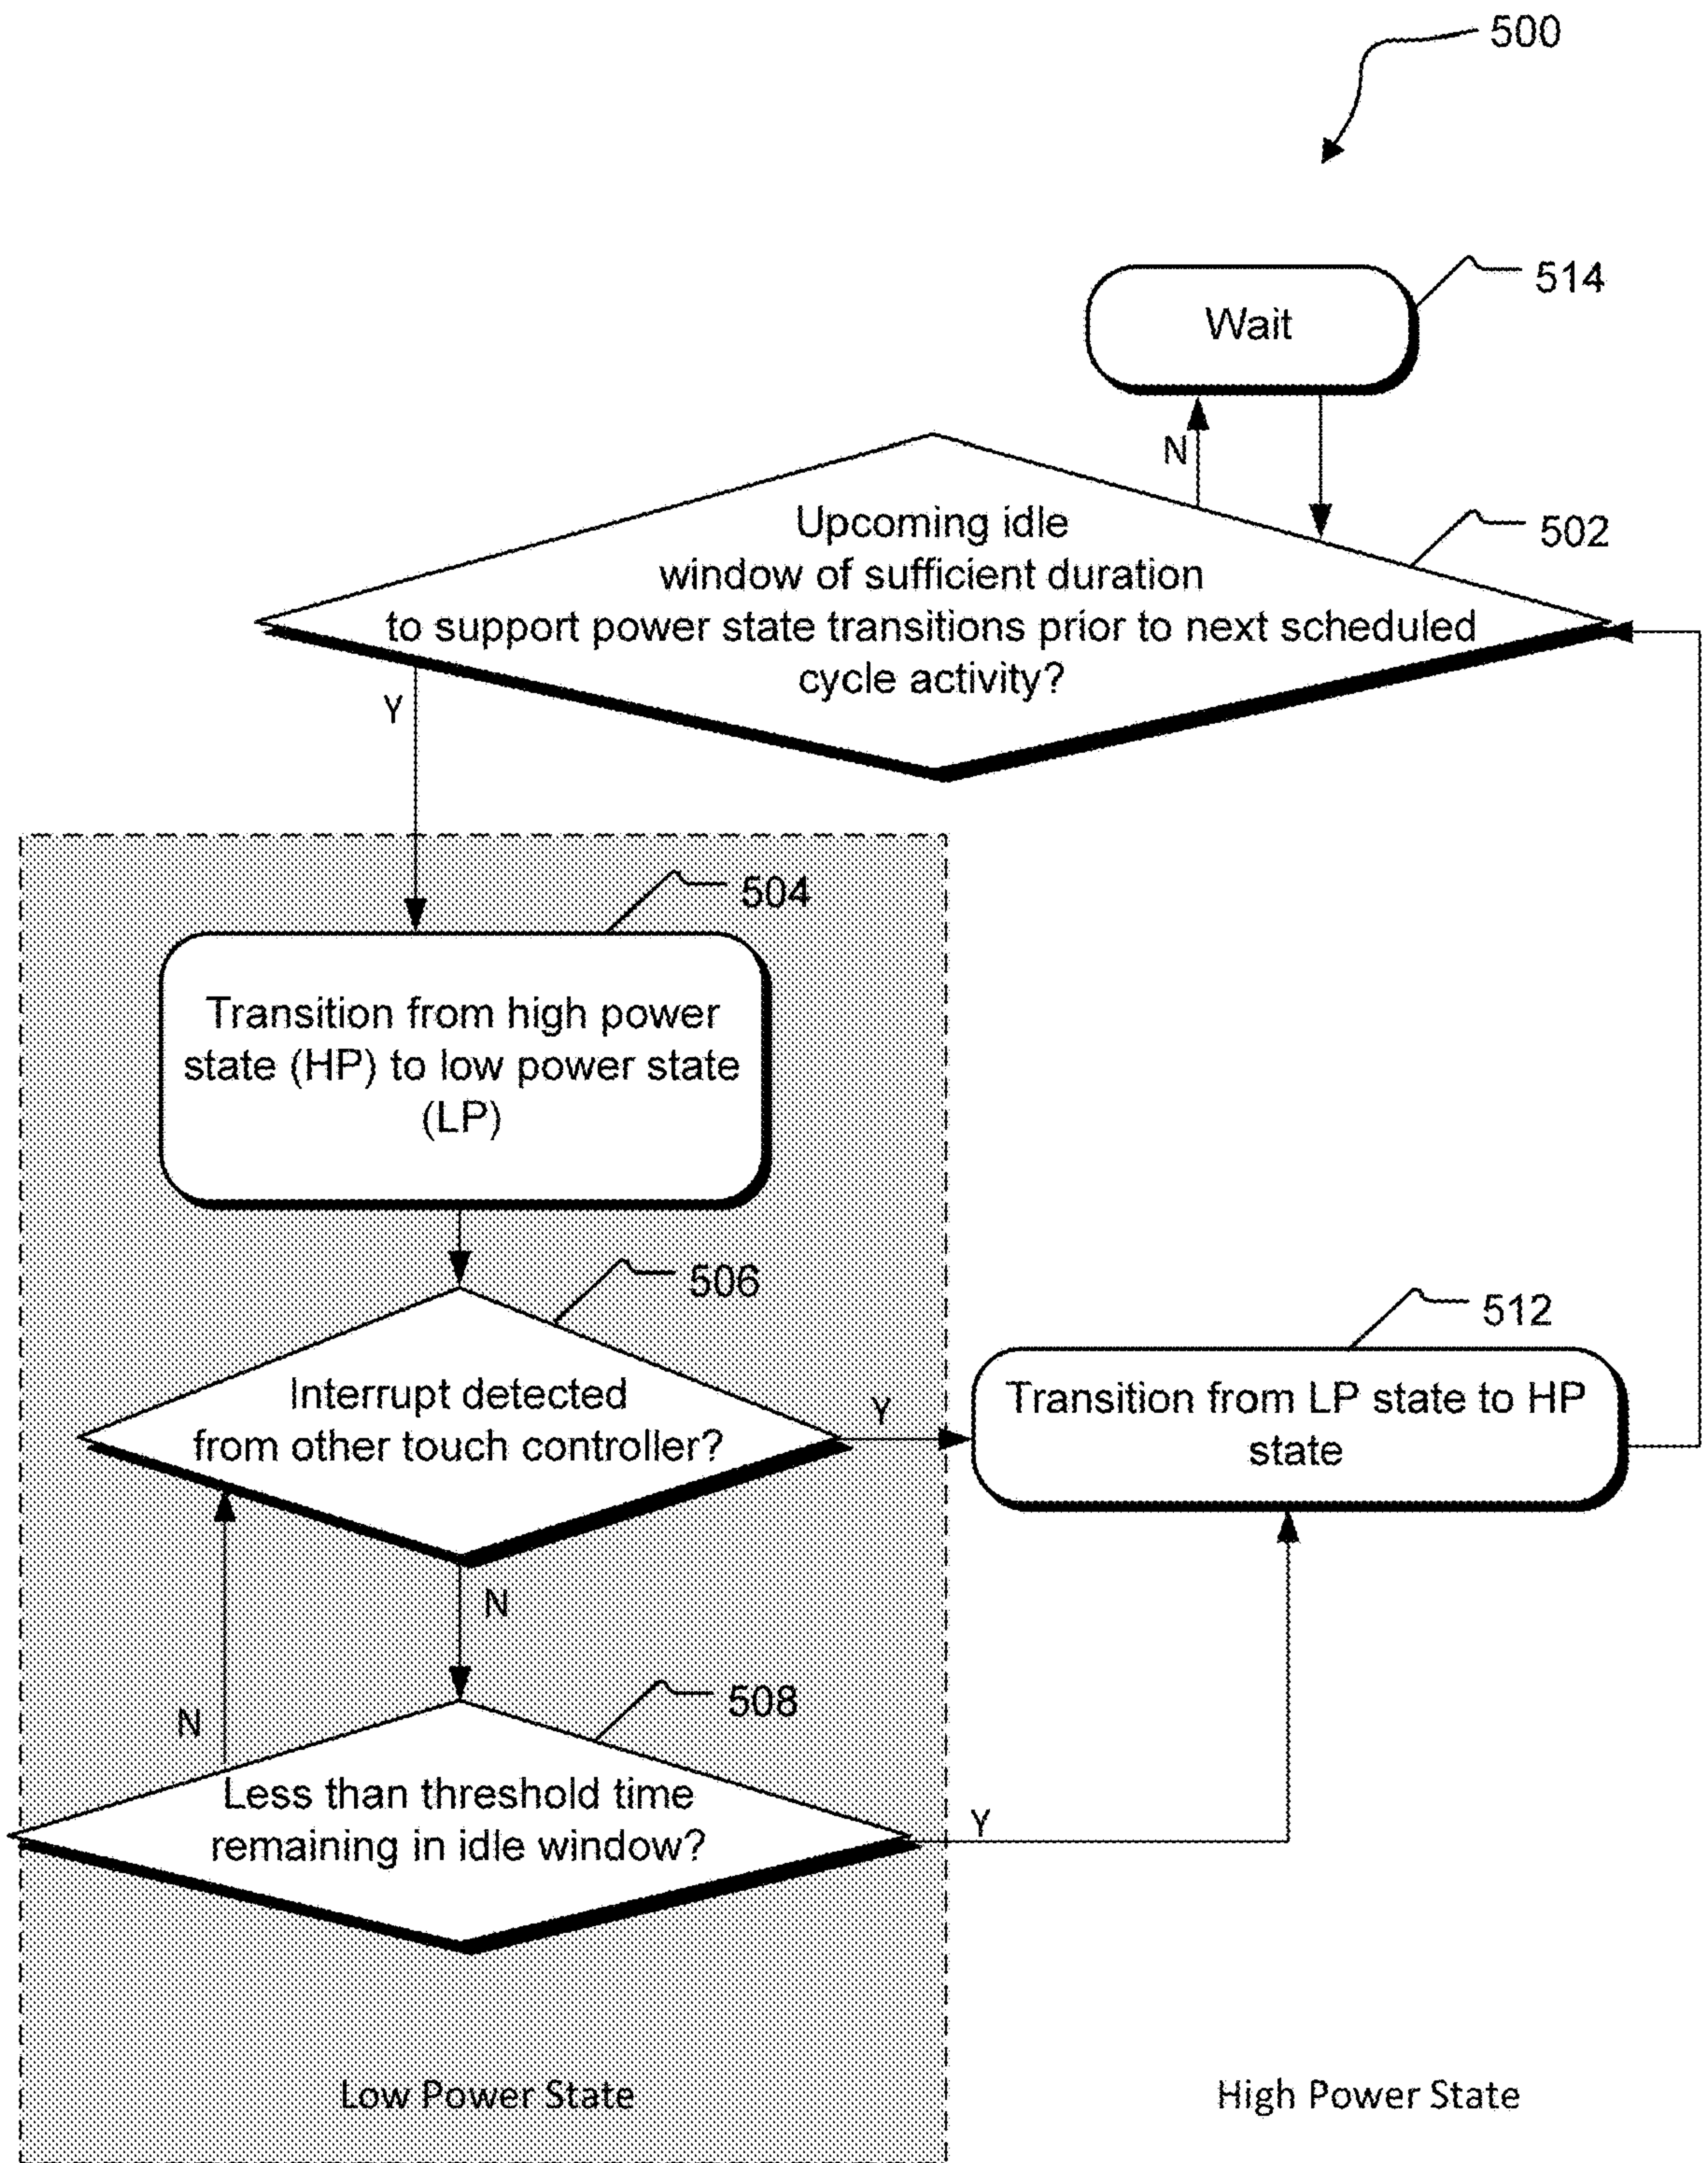 500
514
Wait
N
502
Upcoming idle
window of sufficient duration
to support power state transitions prior to next scheduled
cycle activity?
Y
504
Transition from high power
state (HP) to low power state
(LP)
506
Interrupt detected
from other touch controller?
Y
512
Transition from LP state to HP
state
N
508
N
Less than threshold time
remaining in idle window?
Y
Low Power State
High Power State